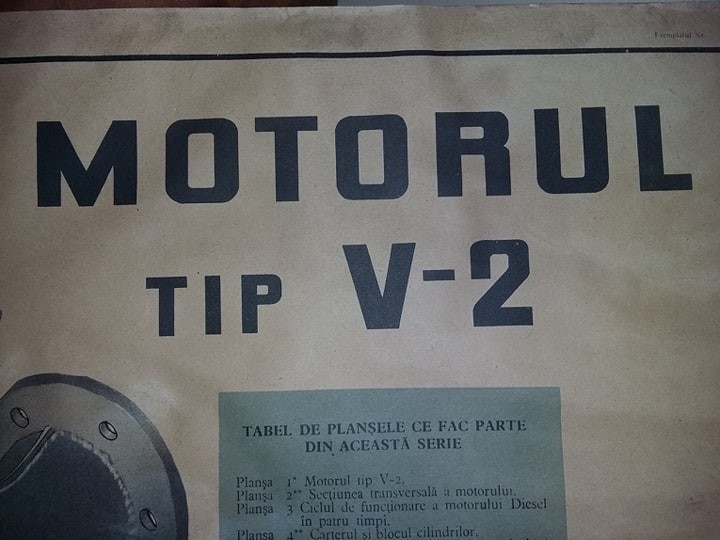 Exemplarul Nr.
MOTORUL
TIP V-2
TABEL DE PLANȘELE CE FAC PARTE
DIN ACEASTĂ SERIE
Planșa 1* Motorul tip V-2.
Planșa 2** Secțiunea transversală a motorului.
Planșa 3 Ciclul de funcționare a motorului Diesel
în patru timpi.
Planșa 4** Carterul și blocul cilindrilor.